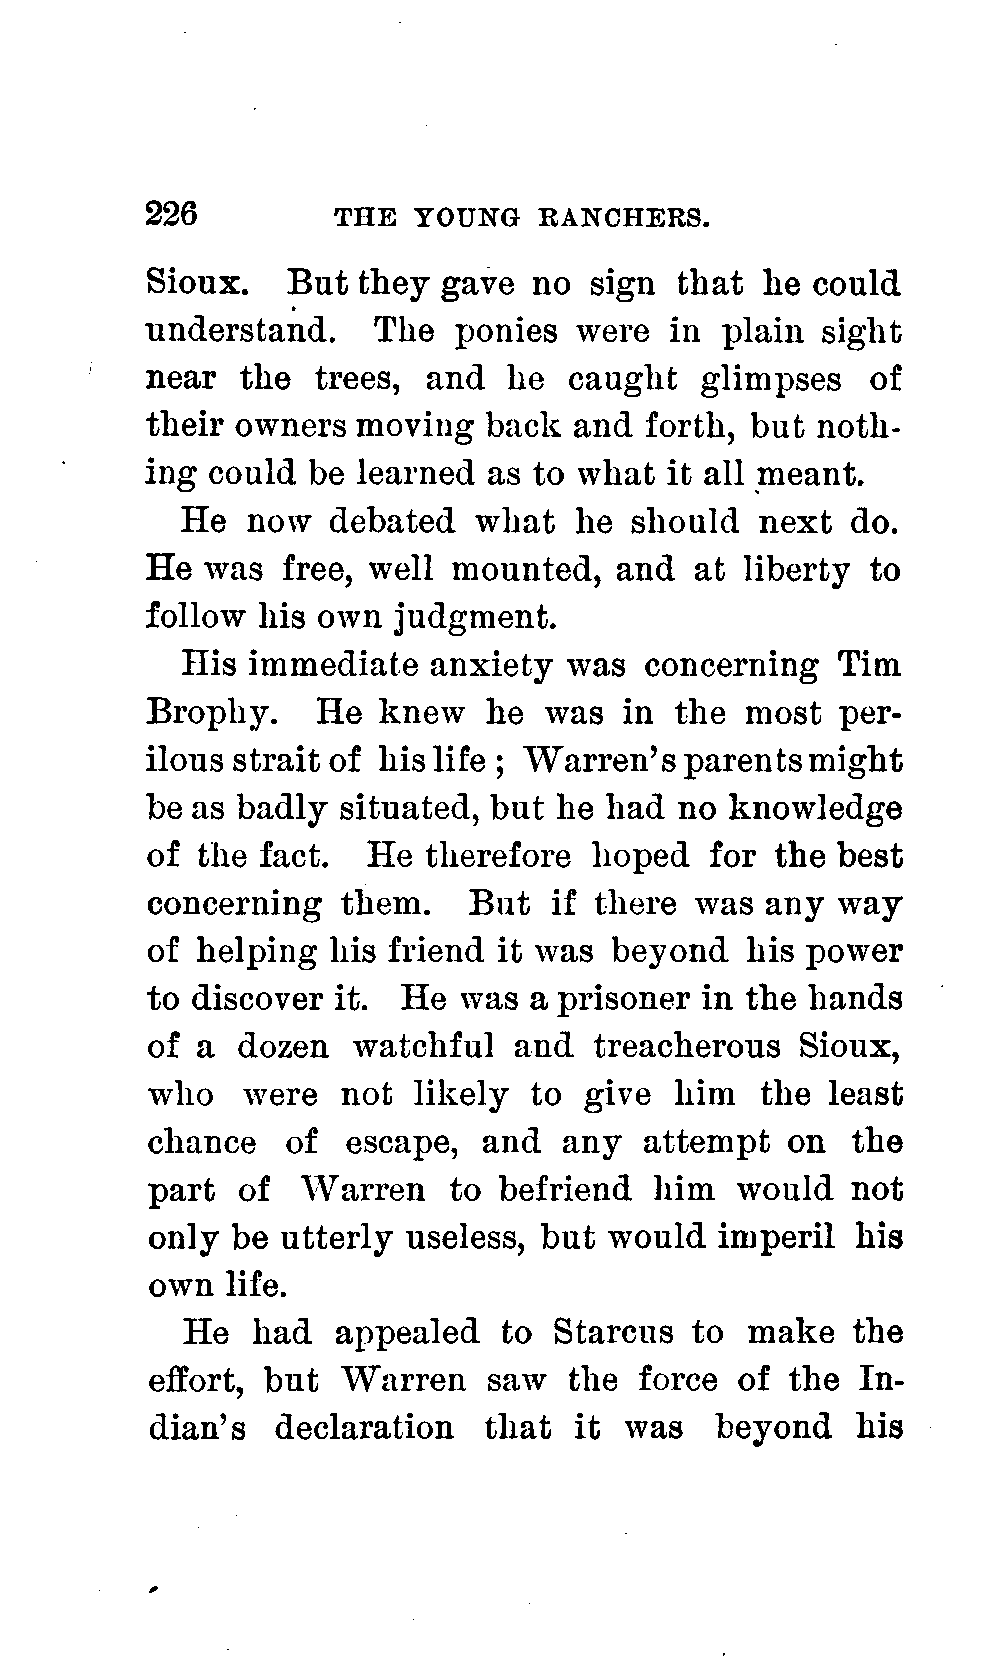 226 THE YOUNG RANCHERS.
Sioux. But they gave no sign that he could
understand. The ponies were in plain sight
near the trees, and he caught glimpses of
their owners moving back and forth, but noth-
ing could be learned as to what it all meant.
He now debated what he should next do.
He was free, well mounted, and at liberty to
follow his own judgment.
His immediate anxiety was concerning Tim
Brophy. He knew he was in the most per-
ilous strait of his life ; Warren's parents might
be as badly situated, but he had no knowledge
of the fact. He therefore hoped for the best
concerning them. But if there was any way
of helping his friend it was beyond his power
to discover it. He was a prisoner in the hands
of a dozen watchful and treacherous Sioux,
who were not likely to give him the least
chance of escape, and any attempt on the
part of Warren to befriend him would not
only be utterly useless, but would imperil his
own life.
He had appealed to Starcus to make the
effort, but Warren saw the force of the In-
dian's declaration that it was beyond his